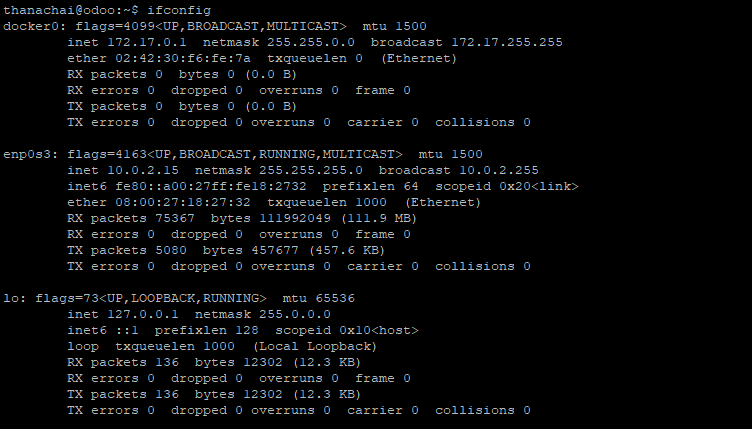 thanachai@odoo:~$ ifconfig
docker0: flags=4099<UP,BROADCAST,MULTICAST>  mtu 1500
        inet 172.17.0.1  netmask 255.255.0.0  broadcast 172.17.255.255
        ether 02:42:30:f6:fe:7a  txqueuelen 0  (Ethernet)
        RX packets 0  bytes 0 (0.0 B)
        RX errors 0  dropped 0  overruns 0  frame 0
        TX packets 0  bytes 0 (0.0 B)
        TX errors 0  dropped 0 overruns 0  carrier 0  collisions 0

enp0s3: flags=4163<UP,BROADCAST,RUNNING,MULTICAST>  mtu 1500
        inet 10.0.2.15  netmask 255.255.255.0  broadcast 10.0.2.255
        inet6 fe80::a00:27ff:fe18:2732  prefixlen 64  scopeid 0x20<link>
        ether 08:00:27:18:27:32  txqueuelen 1000  (Ethernet)
        RX packets 75367  bytes 111992049 (111.9 MB)
        RX errors 0  dropped 0  overruns 0  frame 0
        TX packets 5080  bytes 457677 (457.6 KB)
        TX errors 0  dropped 0 overruns 0  carrier 0  collisions 0

lo: flags=73<UP,LOOPBACK,RUNNING>  mtu 65536
        inet 127.0.0.1  netmask 255.0.0.0
        inet6 ::1  prefixlen 128  scopeid 0x10<host>
        loop  txqueuelen 1000  (Local Loopback)
        RX packets 136  bytes 12302 (12.3 KB)
        RX errors 0  dropped 0  overruns 0  frame 0
        TX packets 136  bytes 12302 (12.3 KB)
        TX errors 0  dropped 0 overruns 0  carrier 0  collisions 0